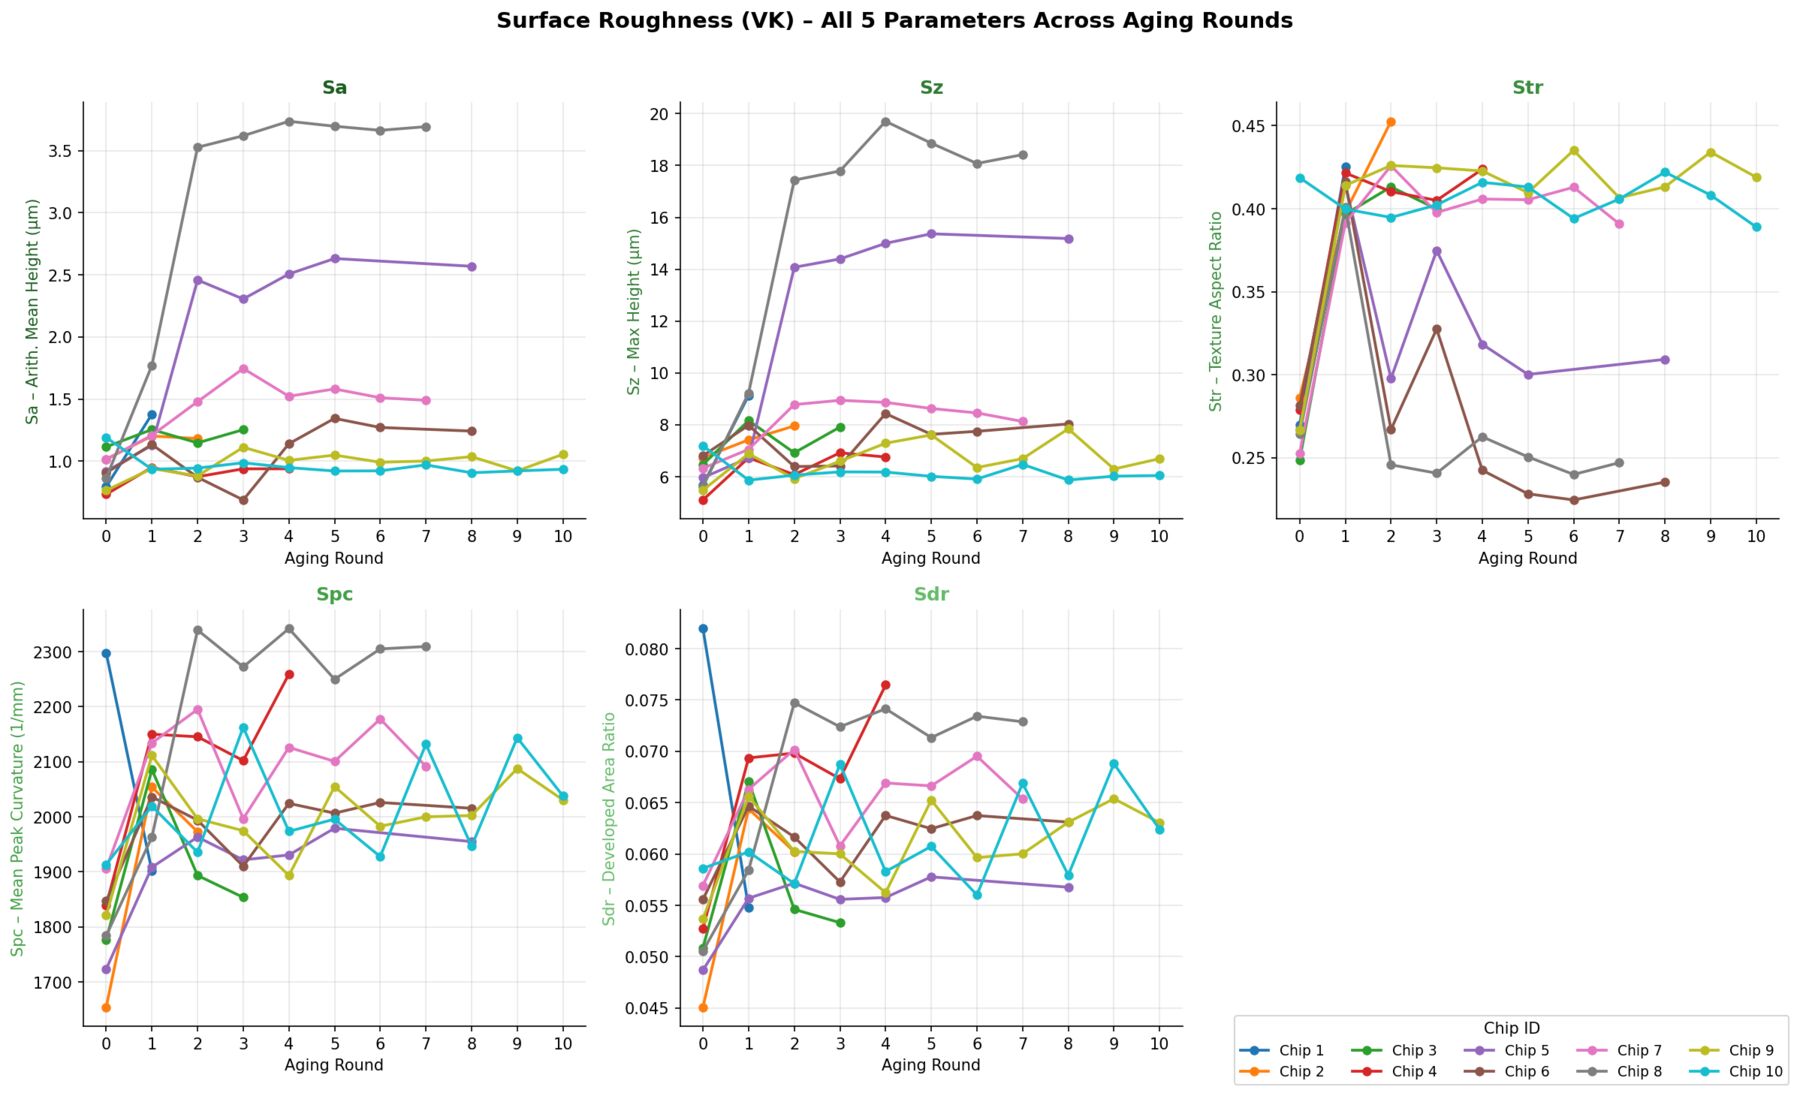 Surface Roughness (VK) – All 5 Parameters Across Aging Rounds
Sa
Sa – Arith. Mean Height (µm)
3.5
3.0
2.5
2.0
1.5
1.0
0 1 2 3 4 5 6 7 8 9 10
Aging Round
Sz
Sz – Max Height (µm)
20
18
16
14
12
10
8
6
0 1 2 3 4 5 6 7 8 9 10
Aging Round
Str
Str – Texture Aspect Ratio
0.45
0.40
0.35
0.30
0.25
0 1 2 3 4 5 6 7 8 9 10
Aging Round
Spc
Spc – Mean Peak Curvature (1/mm)
2300
2200
2100
2000
1900
1800
1700
0 1 2 3 4 5 6 7 8 9 10
Aging Round
Sdr
Sdr – Developed Area Ratio
0.080
0.075
0.070
0.065
0.060
0.055
0.050
0.045
0 1 2 3 4 5 6 7 8 9 10
Aging Round
Chip ID
Chip 1 Chip 3 Chip 5 Chip 7 Chip 9
Chip 2 Chip 4 Chip 6 Chip 8 Chip 10